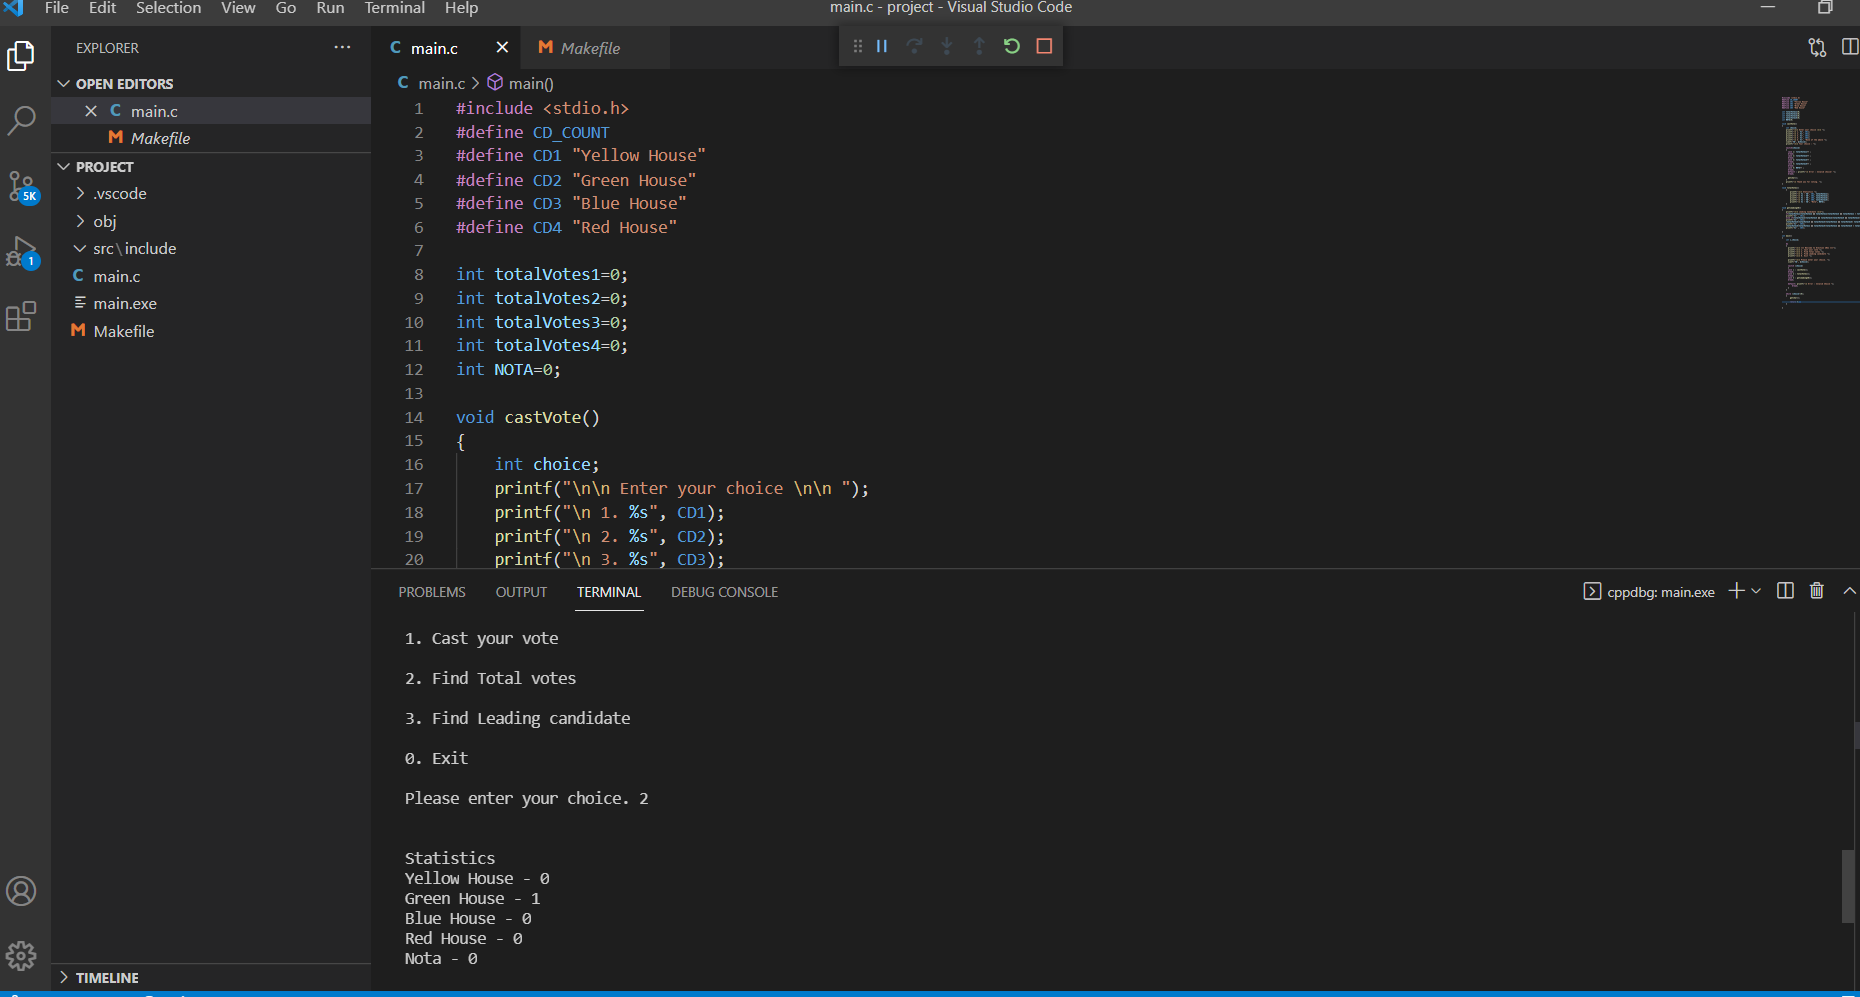 File Edit Selection View Go Run Terminal Help
main.c - project - Visual Studio Code
EXPLORER
OPEN EDITORS
C main.c
M Makefile
PROJECT
.vscode
obj
src\include
C main.c
main.exe
M Makefile
TIMELINE
5K
1
C main.c
M Makefile
C main.c > main()
1 #include <stdio.h>
2 #define CD_COUNT
3 #define CD1 "Yellow House"
4 #define CD2 "Green House"
5 #define CD3 "Blue House"
6 #define CD4 "Red House"
7
8 int totalVotes1=0;
9 int totalVotes2=0;
10 int totalVotes3=0;
11 int totalVotes4=0;
12 int NOTA=0;
13
14 void castVote()
15 {
16 int choice;
17 printf("\n\n Enter your choice \n\n ");
18 printf("\n 1. %s", CD1);
19 printf("\n 2. %s", CD2);
20 printf("\n 3. %s", CD3);
PROBLEMS OUTPUT TERMINAL DEBUG CONSOLE
cppdbg: main.exe
1. Cast your vote
2. Find Total votes
3. Find Leading candidate
0. Exit
Please enter your choice. 2
Statistics
Yellow House - 0
Green House - 1
Blue House - 0
Red House - 0
Nota - 0